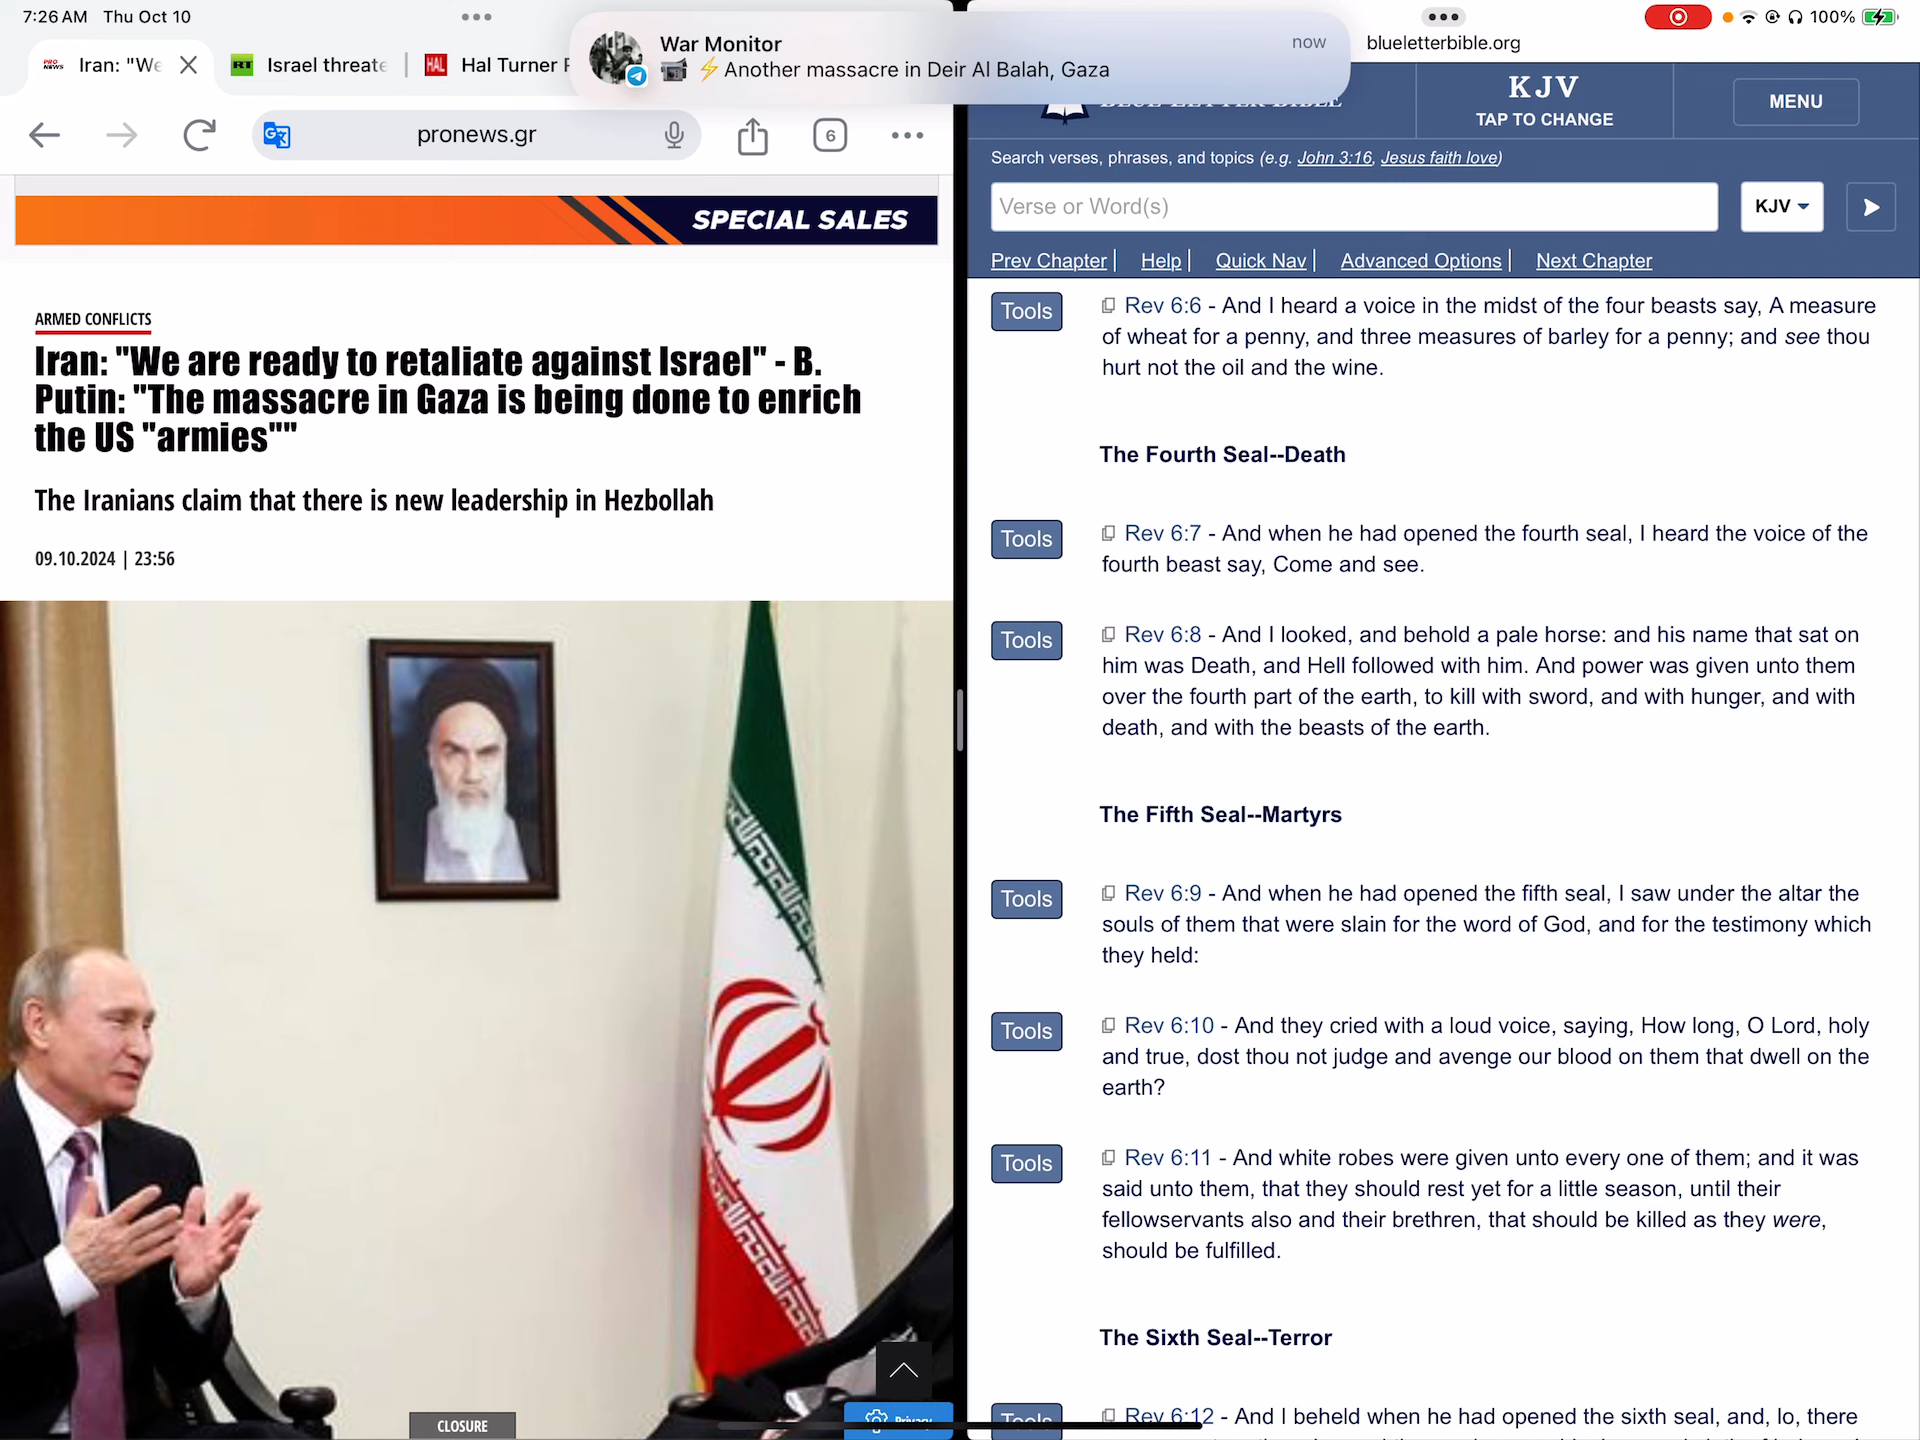 7:26 AM Thu Oct 10
100%
War Monitor
now
⚡Another massacre in Deir Al Balah, Gaza
PRO NEWS
Iran: "We
RT
Israel threate
HAL
Hal Turner
pronews.gr
6
SPECIAL SALES
ARMED CONFLICTS
Iran: "We are ready to retaliate against Israel" - B.
Putin: "The massacre in Gaza is being done to enrich
the US "armies""
The Iranians claim that there is new leadership in Hezbollah
09.10.2024 | 23:56
CLOSURE
Privacy
blueletterbible.org
BLUE LETTER BIBLE
KJV
TAP TO CHANGE
MENU
Search verses, phrases, and topics (e.g. John 3:16, Jesus faith love)
Verse or Word(s)
KJV
Prev Chapter | Help | Quick Nav | Advanced Options | Next Chapter
Tools
Rev 6:6 - And I heard a voice in the midst of the four beasts say, A measure
of wheat for a penny, and three measures of barley for a penny; and see thou
hurt not the oil and the wine.
The Fourth Seal--Death
Tools
Rev 6:7 - And when he had opened the fourth seal, I heard the voice of the
fourth beast say, Come and see.
Tools
Rev 6:8 - And I looked, and behold a pale horse: and his name that sat on
him was Death, and Hell followed with him. And power was given unto them
over the fourth part of the earth, to kill with sword, and with hunger, and with
death, and with the beasts of the earth.
The Fifth Seal--Martyrs
Tools
Rev 6:9 - And when he had opened the fifth seal, I saw under the altar the
souls of them that were slain for the word of God, and for the testimony which
they held:
Tools
Rev 6:10 - And they cried with a loud voice, saying, How long, O Lord, holy
and true, dost thou not judge and avenge our blood on them that dwell on the
earth?
Tools
Rev 6:11 - And white robes were given unto every one of them; and it was
said unto them, that they should rest yet for a little season, until their
fellowservants also and their brethren, that should be killed as they were,
should be fulfilled.
The Sixth Seal--Terror
Tools
Rev 6:12 - And I beheld when he had opened the sixth seal, and, lo, there